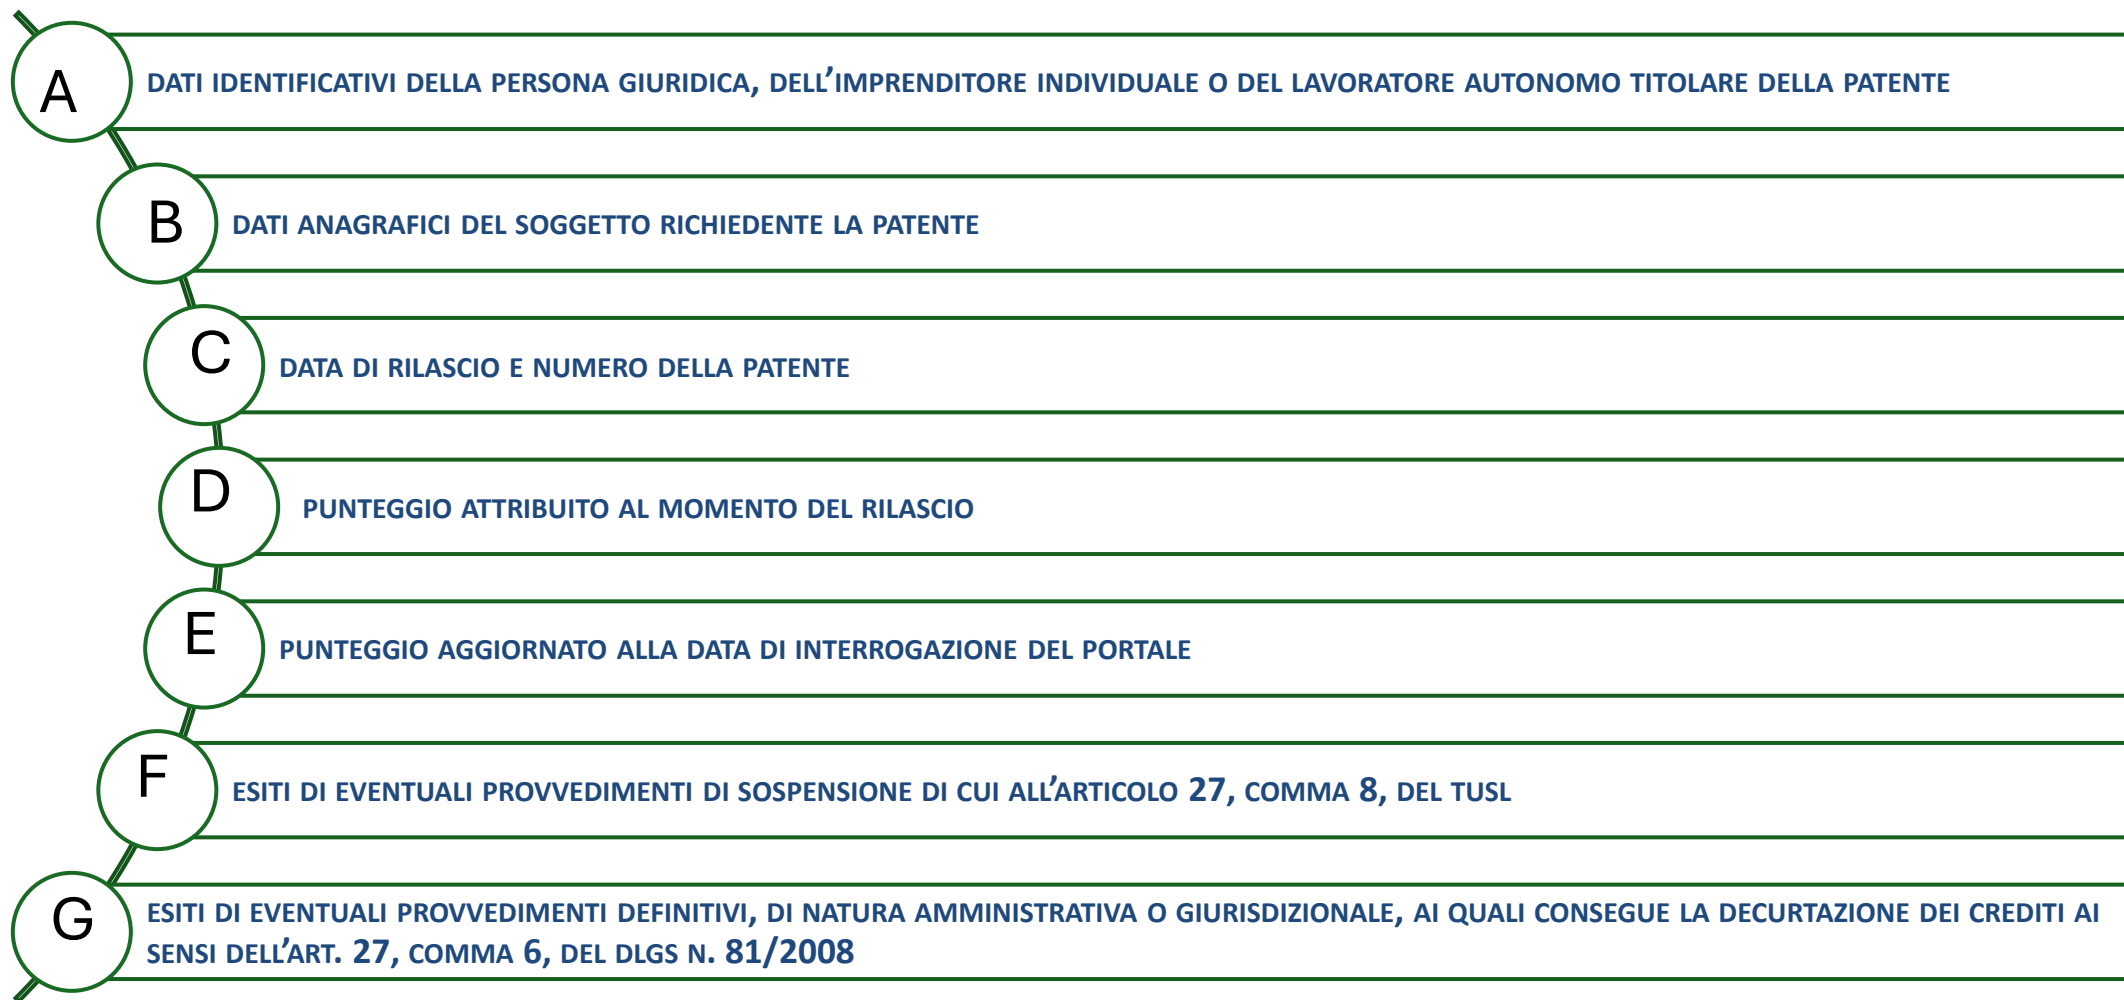 A
DATI IDENTIFICATIVI DELLA PERSONA GIURIDICA, DELL'IMPRENDITORE INDIVIDUALE O DEL LAVORATORE AUTONOMO TITOLARE DELLA PATENTE
B
DATI ANAGRAFICI DEL SOGGETTO RICHIEDENTE LA PATENTE
C
DATA DI RILASCIO E NUMERO DELLA PATENTE
D
PUNTEGGIO ATTRIBUITO AL MOMENTO DEL RILASCIO
E
PUNTEGGIO AGGIORNATO ALLA DATA DI INTERROGAZIONE DEL PORTALE
F
ESITI DI EVENTUALI PROVVEDIMENTI DI SOSPENSIONE DI CUI ALL'ARTICOLO 27, COMMA 8, DEL TUSL
G
ESITI DI EVENTUALI PROVVEDIMENTI DEFINITIVI, DI NATURA AMMINISTRATIVA O GIURISDIZIONALE, AI QUALI CONSEGUE LA DECURTAZIONE DEI CREDITI AI
SENSI DELL'ART. 27, COMMA 6, DEL DLGS N. 81/2008